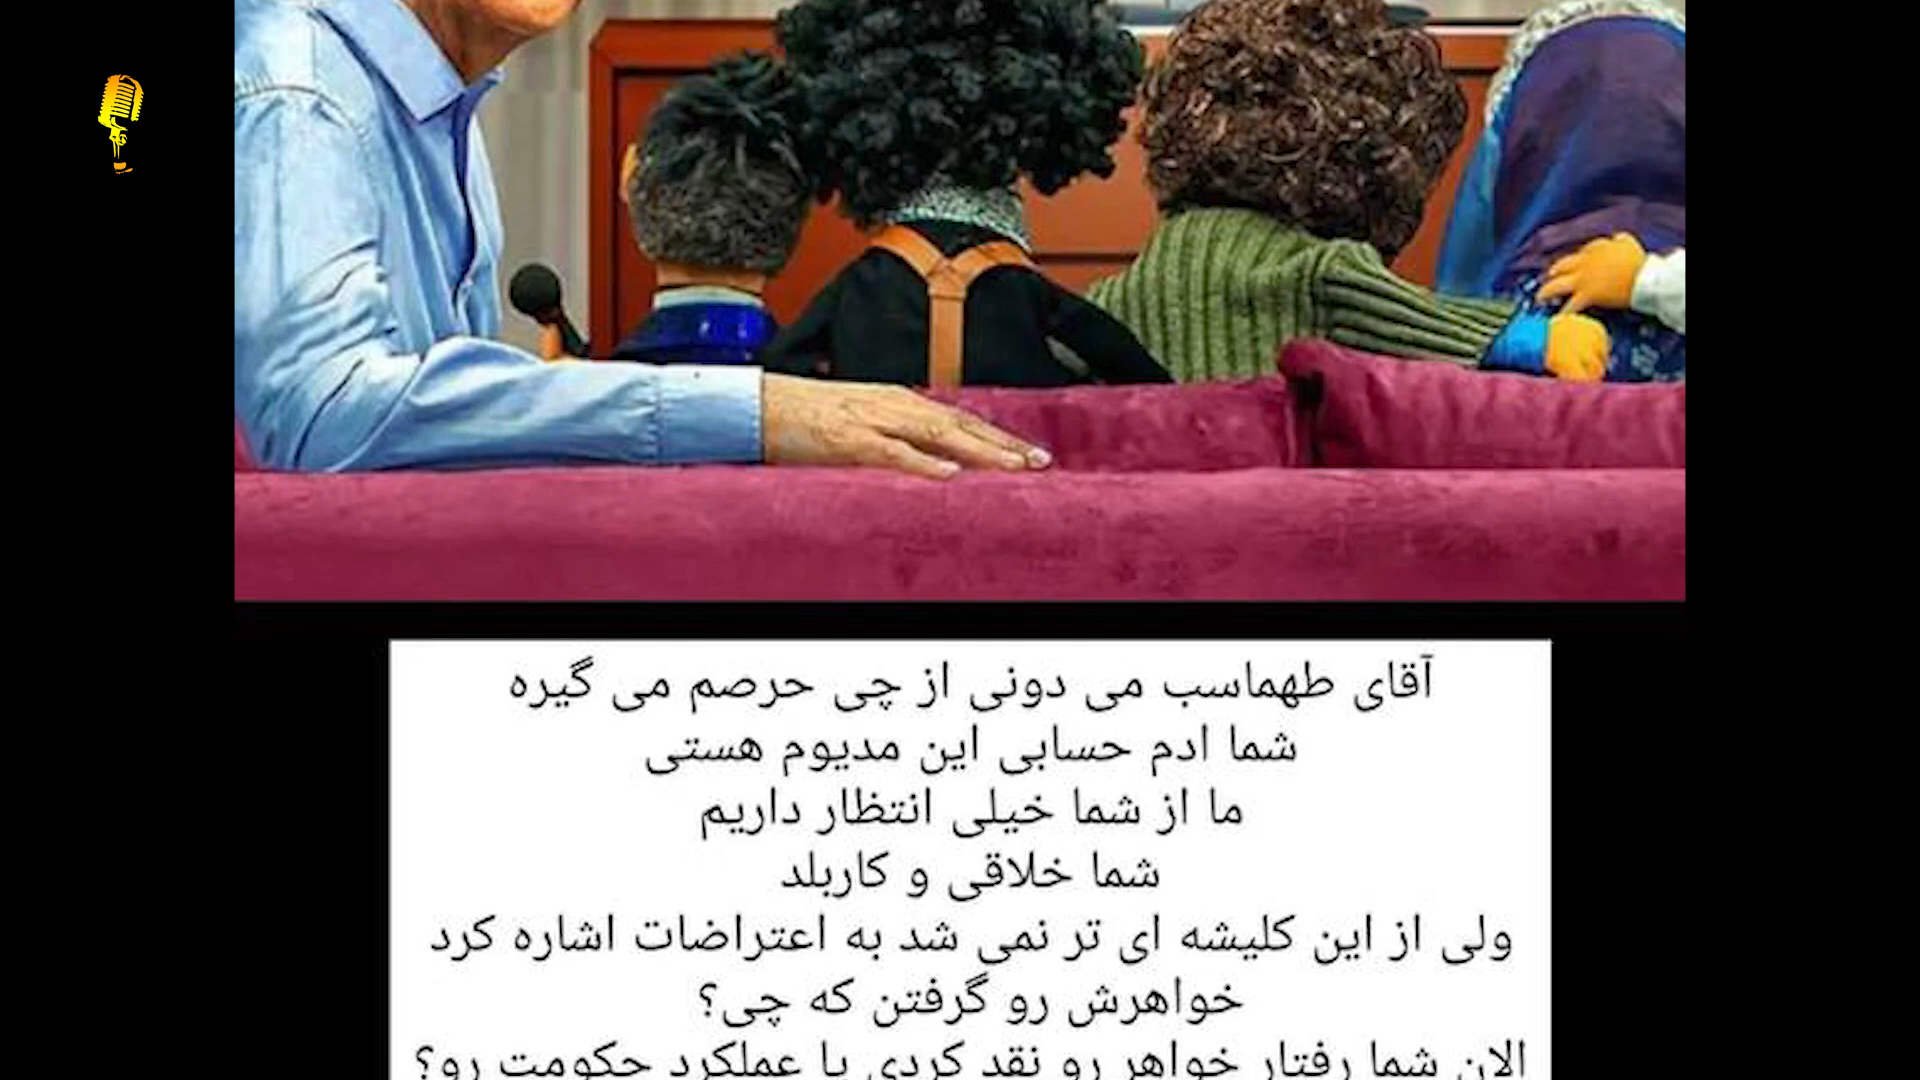 آقای طهماسب می دونی از چی حرصم می گیره
شما ادم حسابی این مدیوم هستی
ما از شما خیلی انتظار داریم
شما خلاقی و کاربلد
ولی از این کلیشه ای تر نمی شد به اعتراضات اشاره کرد
خواهرش رو گرفتن که چی؟
الان شما رفتار خواهر رو نقد کردی یا عملکرد حکومت رو؟